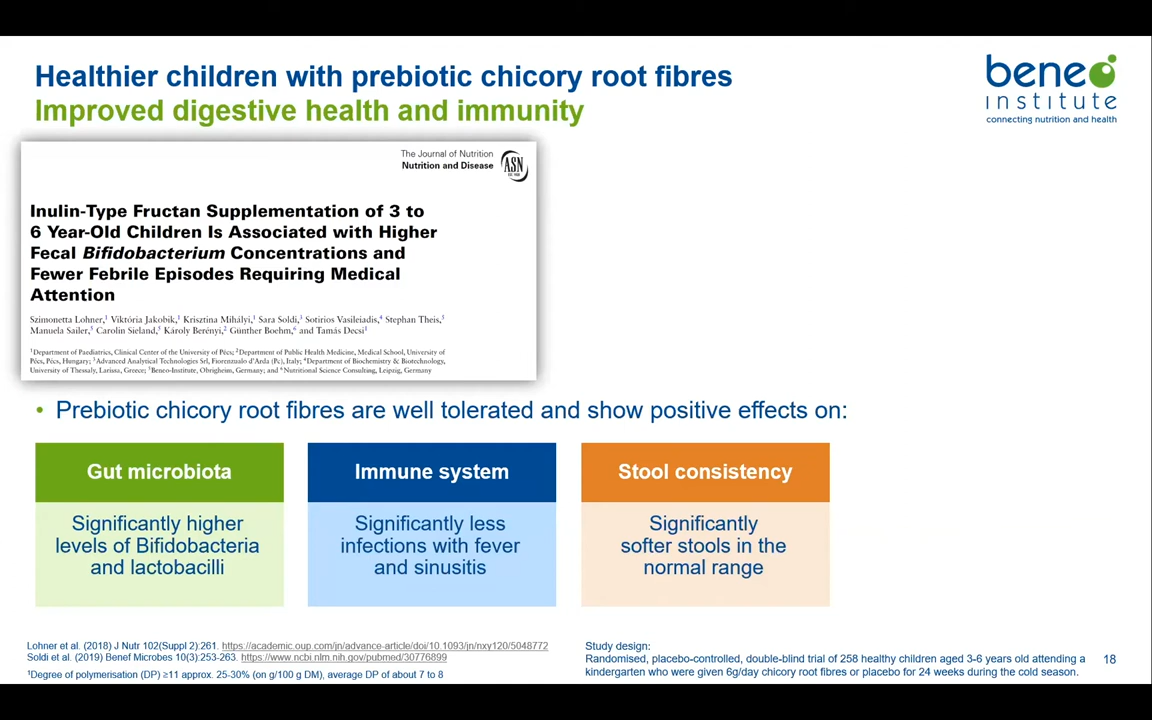 Healthier children with prebiotic chicory root fibres
Improved digestive health and immunity
beneo
institute
connecting nutrition and health
The Journal of Nutrition
Nutrition and Disease
ASN
Inulin-Type Fructan Supplementation of 3 to
6 Year-Old Children Is Associated with Higher
Fecal Bifidobacterium Concentrations and
Fewer Febrile Episodes Requiring Medical
Attention
Szimonetta Lohner,¹ Viktória Jakobik,¹ Krisztina Mihályi,¹ Sara Soldi,³ Sotirios Vasileiadis,⁴ Stephan Theis,⁵
Manuela Sailer,⁵ Carolin Sieland,⁵ Károly Berényi,² Günther Boehm,⁶ and Tamás Decsi¹
¹Department of Paediatrics, Clinical Center of the University of Pécs; ²Department of Public Health Medicine, Medical School, University of
Pécs, Pécs, Hungary; ³Advanced Analytical Technologies Srl, Fiorenzuola d'Arda (Pc), Italy; ⁴Department of Biochemistry & Biotechnology,
University of Thessaly, Larissa, Greece; ⁵Beneo-Institute, Obrigheim, Germany; and ⁶Nutritional Science Consulting, Leipzig, Germany
• Prebiotic chicory root fibres are well tolerated and show positive effects on:
Gut microbiota
Significantly higher
levels of Bifidobacteria
and lactobacilli
Immune system
Significantly less
infections with fever
and sinusitis
Stool consistency
Significantly
softer stools in the
normal range
Lohner et al. (2018) J Nutr 102(Suppl 2):261. https://academic.oup.com/jn/advance-article/doi/10.1093/jn/nxy120/5048772
Soldi et al. (2019) Benef Microbes 10(3):253-263. https://www.ncbi.nlm.nih.gov/pubmed/30776899
¹Degree of polymerisation (DP) ≥11 approx. 25-30% (on g/100 g DM), average DP of about 7 to 8
Study design:
Randomised, placebo-controlled, double-blind trial of 258 healthy children aged 3-6 years old attending a
kindergarten who were given 6g/day chicory root fibres or placebo for 24 weeks during the cold season.
18